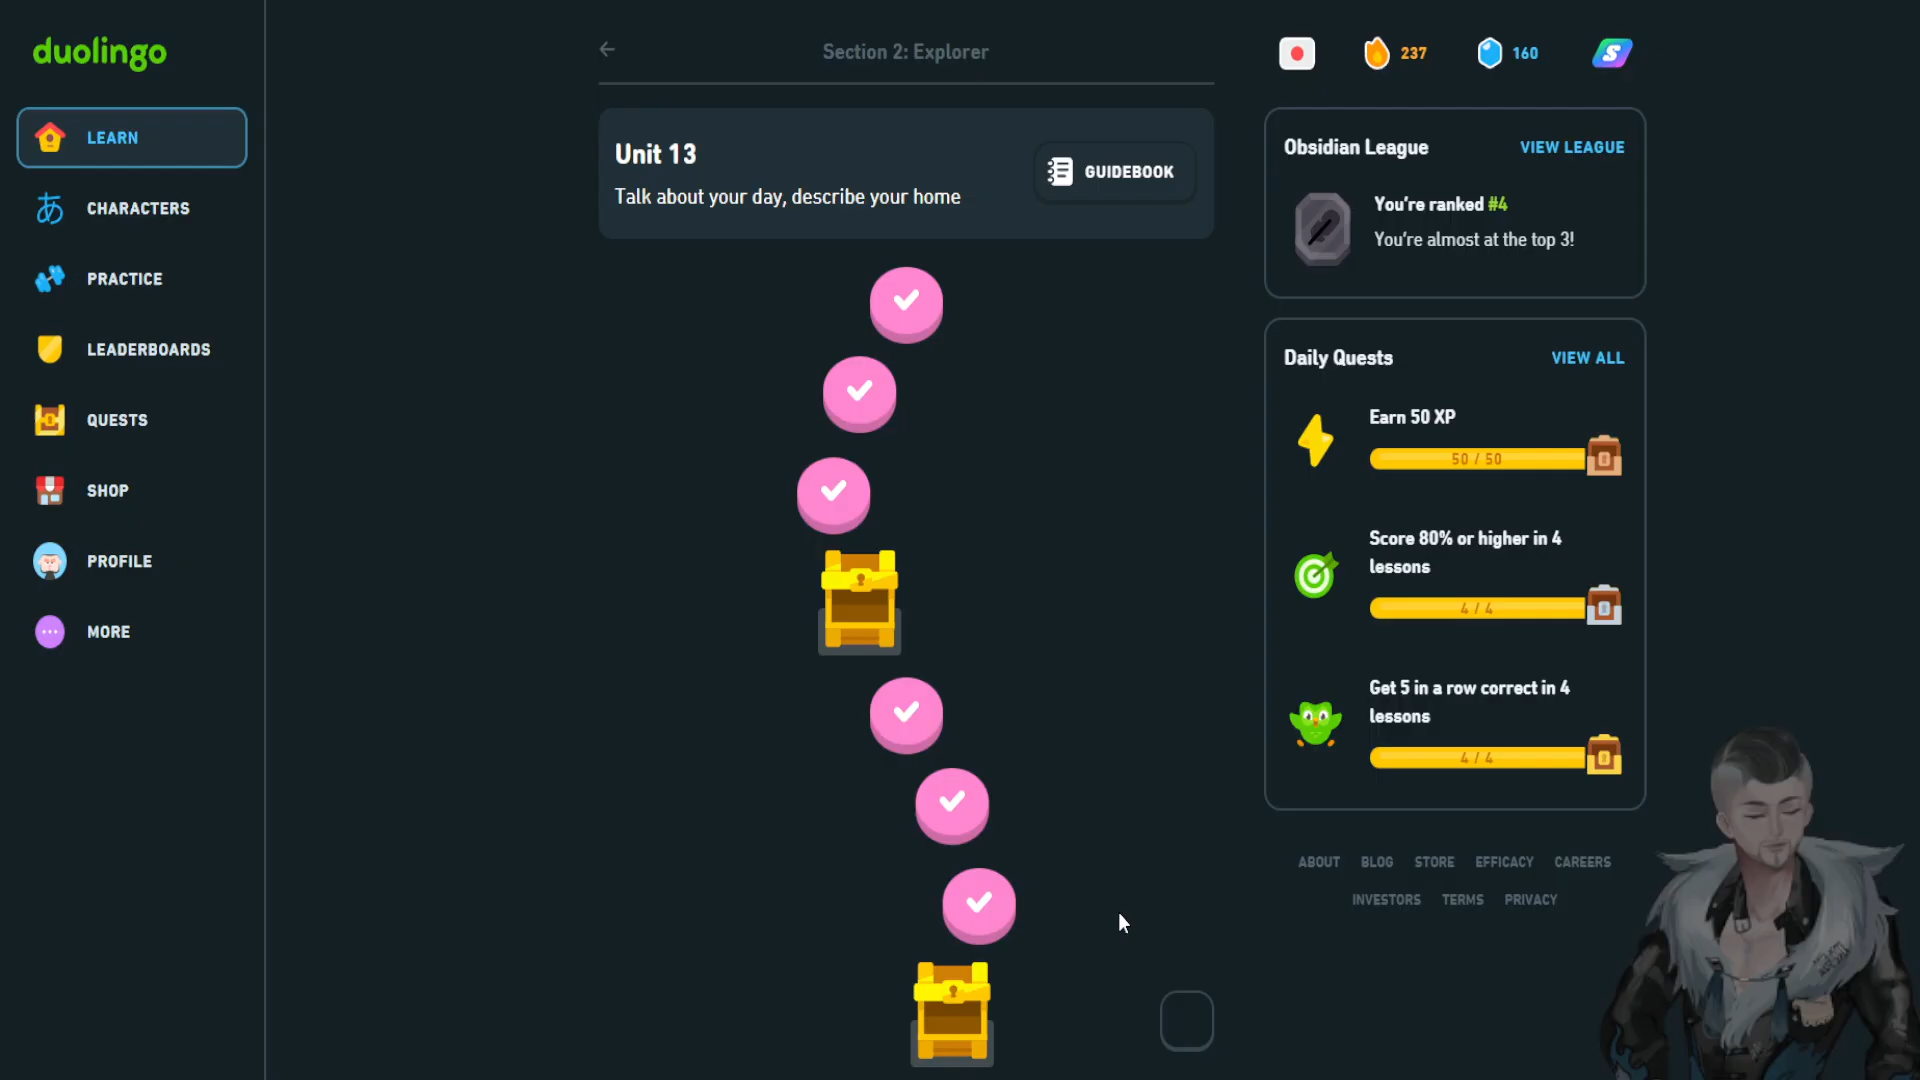 duolingo
LEARN
あ CHARACTERS
PRACTICE
LEADERBOARDS
QUESTS
SHOP
PROFILE
MORE
Section 2: Explorer
Unit 13
Talk about your day, describe your home
GUIDEBOOK
237
160
S
Obsidian League
VIEW LEAGUE
You're ranked #4
You're almost at the top 3!
Daily Quests
VIEW ALL
Earn 50 XP
50 / 50
Score 80% or higher in 4
lessons
4 / 4
Get 5 in a row correct in 4
lessons
4 / 4
ABOUT BLOG STORE EFFICACY CAREERS
INVESTORS TERMS PRIVACY